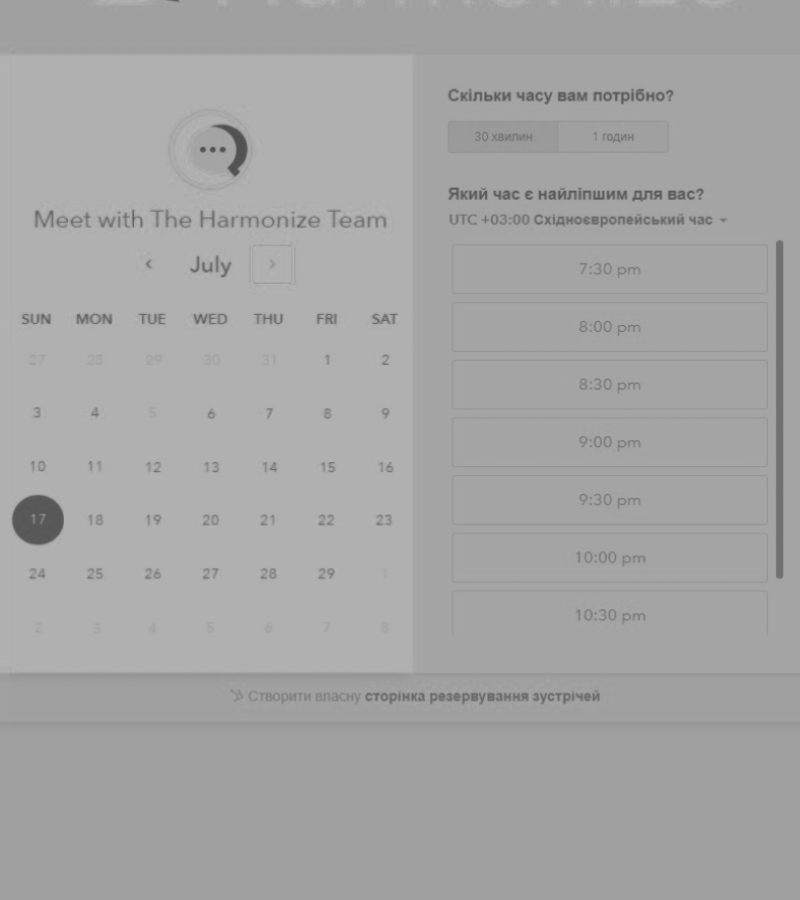 Meet with The Harmonize Team
July
SUN MON TUE WED THU FRI SAT
27 28 29 30 31 1 2
3 4 5 6 7 8 9
10 11 12 13 14 15 16
17 18 19 20 21 22 23
24 25 26 27 28 29 1
2 3 4 5 6 7 8
Скільки часу вам потрібно?
30 хвилин 1 годин
Який час є найліпшим для вас?
UTC +03:00 Східноєвропейський час
7:30 pm
8:00 pm
8:30 pm
9:00 pm
9:30 pm
10:00 pm
10:30 pm
Створити власну сторінка резервування зустрічей